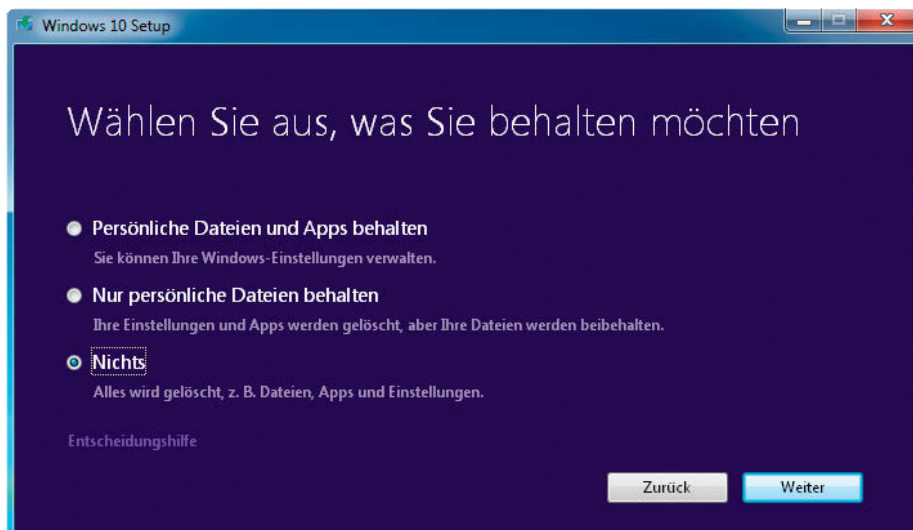 Windows 10 Setup
Wählen Sie aus, was Sie behalten möchten
Persönliche Dateien und Apps behalten
Sie können Ihre Windows-Einstellungen verwalten.
Nur persönliche Dateien behalten
Ihre Einstellungen und Apps werden gelöscht, aber Ihre Dateien werden beibehalten.
Nichts
Alles wird gelöscht, z. B. Dateien, Apps und Einstellungen.
Entscheidungshilfe
Zurück
Weiter